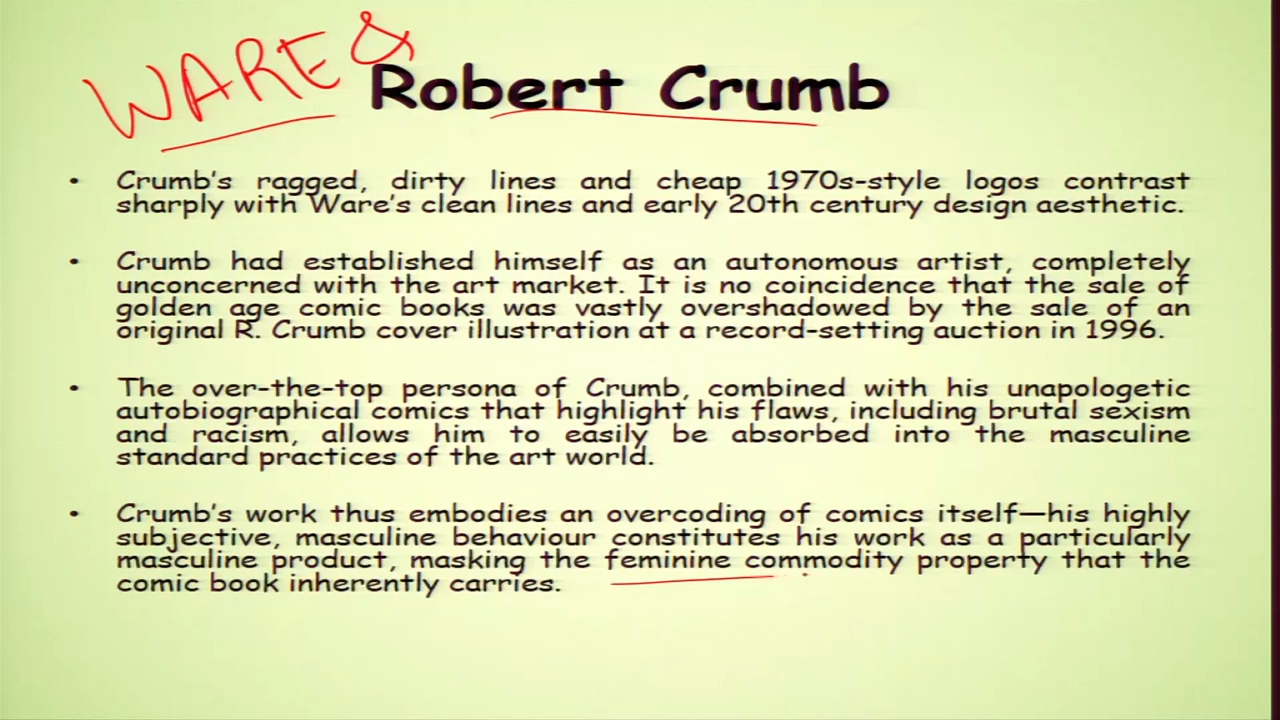 WARE &
Robert Crumb
• Crumb's ragged, dirty lines and cheap 1970s-style logos contrast
sharply with Ware's clean lines and early 20th century design aesthetic.
• Crumb had established himself as an autonomous artist, completely
unconcerned with the art market. It is no coincidence that the sale of
golden age comic books was vastly overshadowed by the sale of an
original R. Crumb cover illustration at a record-setting auction in 1996.
• The over-the-top persona of Crumb, combined with his unapologetic
autobiographical comics that highlight his flaws, including brutal sexism
and racism, allows him to easily be absorbed into the masculine
standard practices of the art world.
• Crumb's work thus embodies an overcoding of comics itself—his highly
subjective, masculine behaviour constitutes his work as a particularly
masculine product, masking the feminine commodity property that the
comic book inherently carries.